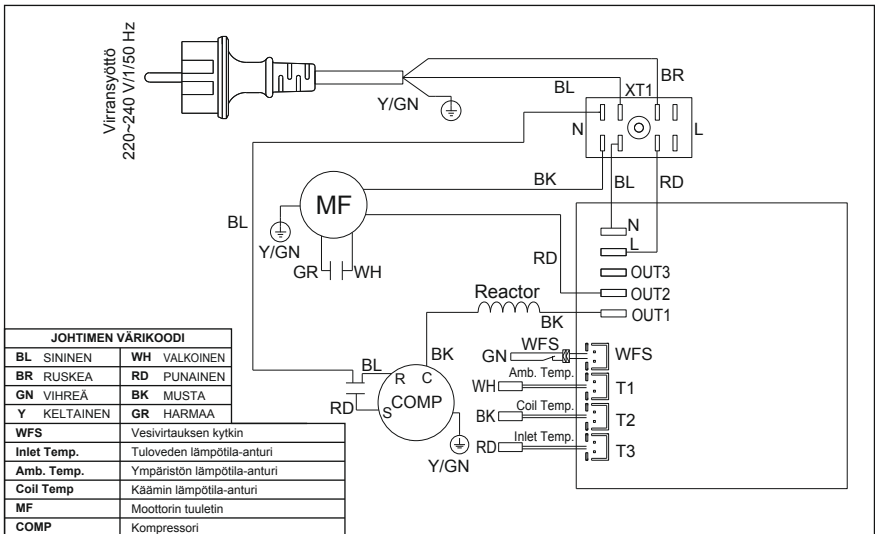 Virransyöttö
220~240 V/1/50 Hz
Y/GN
BL
BR
XT1
N
L
BK
BL
RD
BL
MF
Y/GN
GR
WH
RD
N
L
OUT3
OUT2
OUT1
Reactor
BK
BK
WFS
GN
WFS
Amb. Temp.
WH
T1
Coil Temp.
BK
T2
Inlet Temp.
RD
T3
BL
RD
R
C
S
COMP
Y/GN
JOHTIMEN VÄRIKOODI
BL SININEN WH VALKOINEN
BR RUSKEA RD PUNAINEN
GN VIHREÄ BK MUSTA
Y KELTAINEN GR HARMAA
WFS Vesivirtauksen kytkin
Inlet Temp. Tuloveden lämpötila-anturi
Amb. Temp. Ympäristön lämpötila-anturi
Coil Temp Käämin lämpötila-anturi
MF Moottorin tuuletin
COMP Kompressori